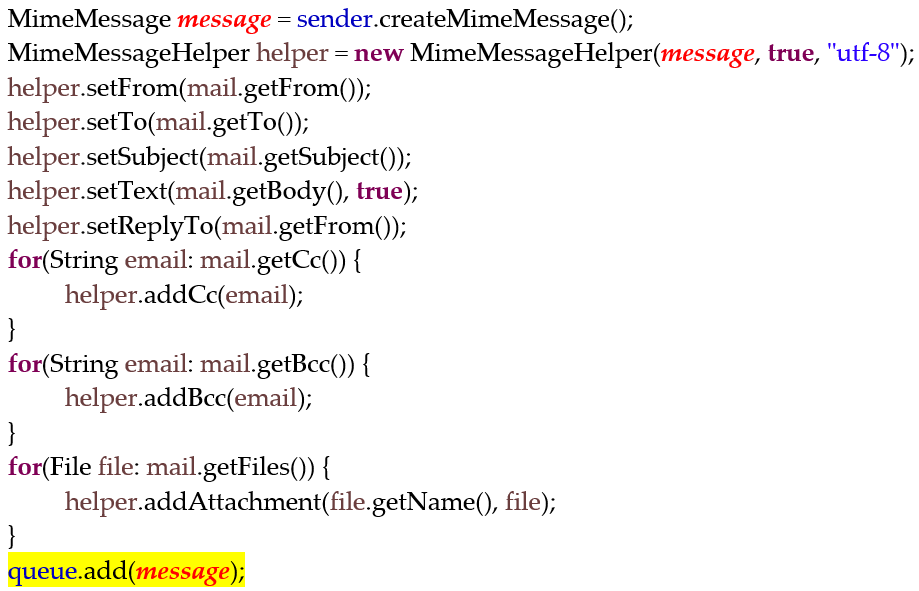 MimeMessage message = sender.createMimeMessage();
MimeMessageHelper helper = new MimeMessageHelper(message, true, "utf-8");
helper.setFrom(mail.getFrom());
helper.setTo(mail.getTo());
helper.setSubject(mail.getSubject());
helper.setText(mail.getBody(), true);
helper.setReplyTo(mail.getFrom());
for(String email: mail.getCc()) {
helper.addCc(email);
}
for(String email: mail.getBcc()) {
helper.addBcc(email);
}
for(File file: mail.getFiles()) {
helper.addAttachment(file.getName(), file);
}
queue.add(message);